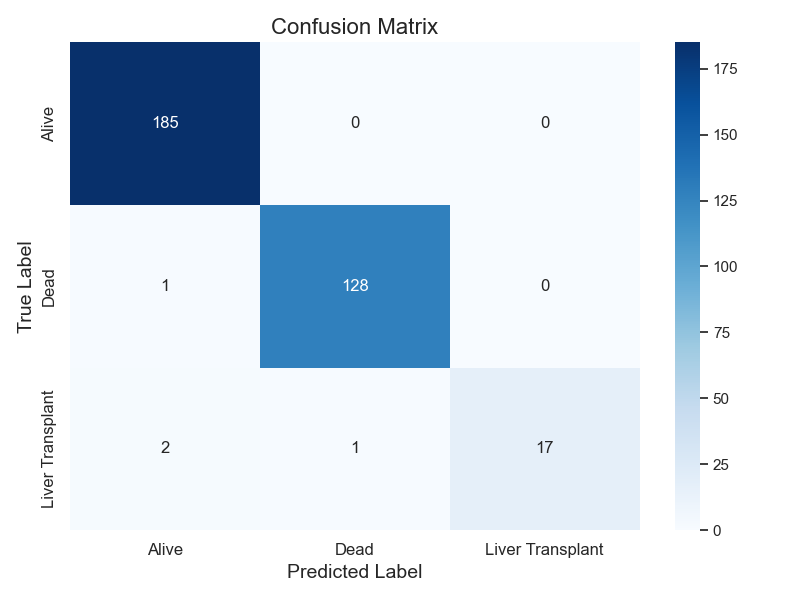 Confusion Matrix
True Label
Alive
185
0
0
Dead
1
128
0
Liver Transplant
2
1
17
Alive
Dead
Liver Transplant
Predicted Label
175
150
125
100
75
50
25
0